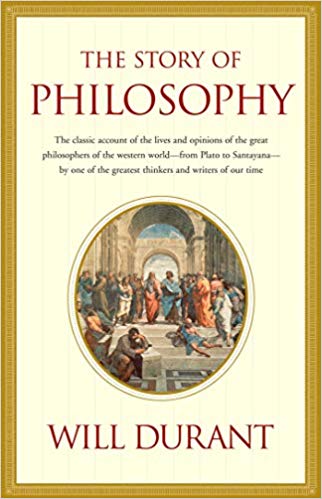 THE STORY OF
PHILOSOPHY
The classic account of the lives and opinions of the great
philosophers of the western world—from Plato to Santayana—
by one of the greatest thinkers and writers of our time
WILL DURANT